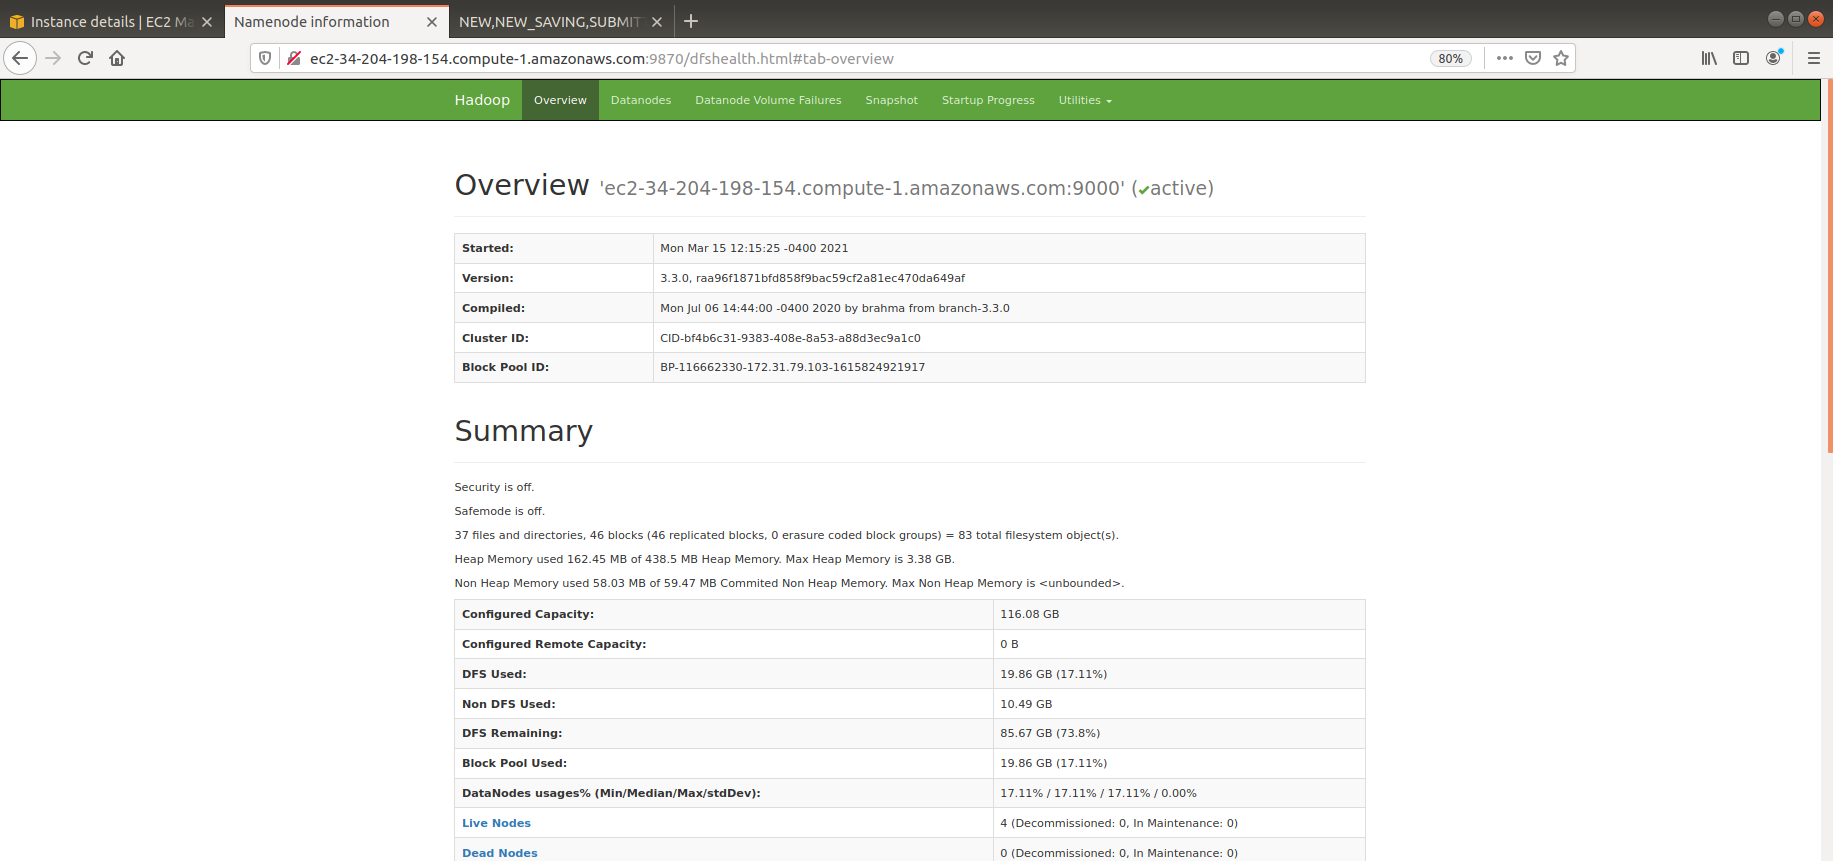 Instance details | EC2 Ma
Namenode information
NEW,NEW_SAVING,SUBMIT
ec2-34-204-198-154.compute-1.amazonaws.com:9870/dfshealth.html#tab-overview
80%
Hadoop Overview Datanodes Datanode Volume Failures Snapshot Startup Progress Utilities
Overview 'ec2-34-204-198-154.compute-1.amazonaws.com:9000' (✔active)
Started: Mon Mar 15 12:15:25 -0400 2021
Version: 3.3.0, raa96f1871bfd858f9bac59cf2a81ec470da649af
Compiled: Mon Jul 06 14:44:00 -0400 2020 by brahma from branch-3.3.0
Cluster ID: CID-bf4b6c31-9383-408e-8a53-a88d3ec9a1c0
Block Pool ID: BP-116662330-172.31.79.103-1615824921917
Summary
Security is off.
Safemode is off.
37 files and directories, 46 blocks (46 replicated blocks, 0 erasure coded block groups) = 83 total filesystem object(s).
Heap Memory used 162.45 MB of 438.5 MB Heap Memory. Max Heap Memory is 3.38 GB.
Non Heap Memory used 58.03 MB of 59.47 MB Commited Non Heap Memory. Max Non Heap Memory is <unbounded>.
Configured Capacity: 116.08 GB
Configured Remote Capacity: 0 B
DFS Used: 19.86 GB (17.11%)
Non DFS Used: 10.49 GB
DFS Remaining: 85.67 GB (73.8%)
Block Pool Used: 19.86 GB (17.11%)
DataNodes usages% (Min/Median/Max/stdDev): 17.11% / 17.11% / 17.11% / 0.00%
Live Nodes 4 (Decommissioned: 0, In Maintenance: 0)
Dead Nodes 0 (Decommissioned: 0, In Maintenance: 0)